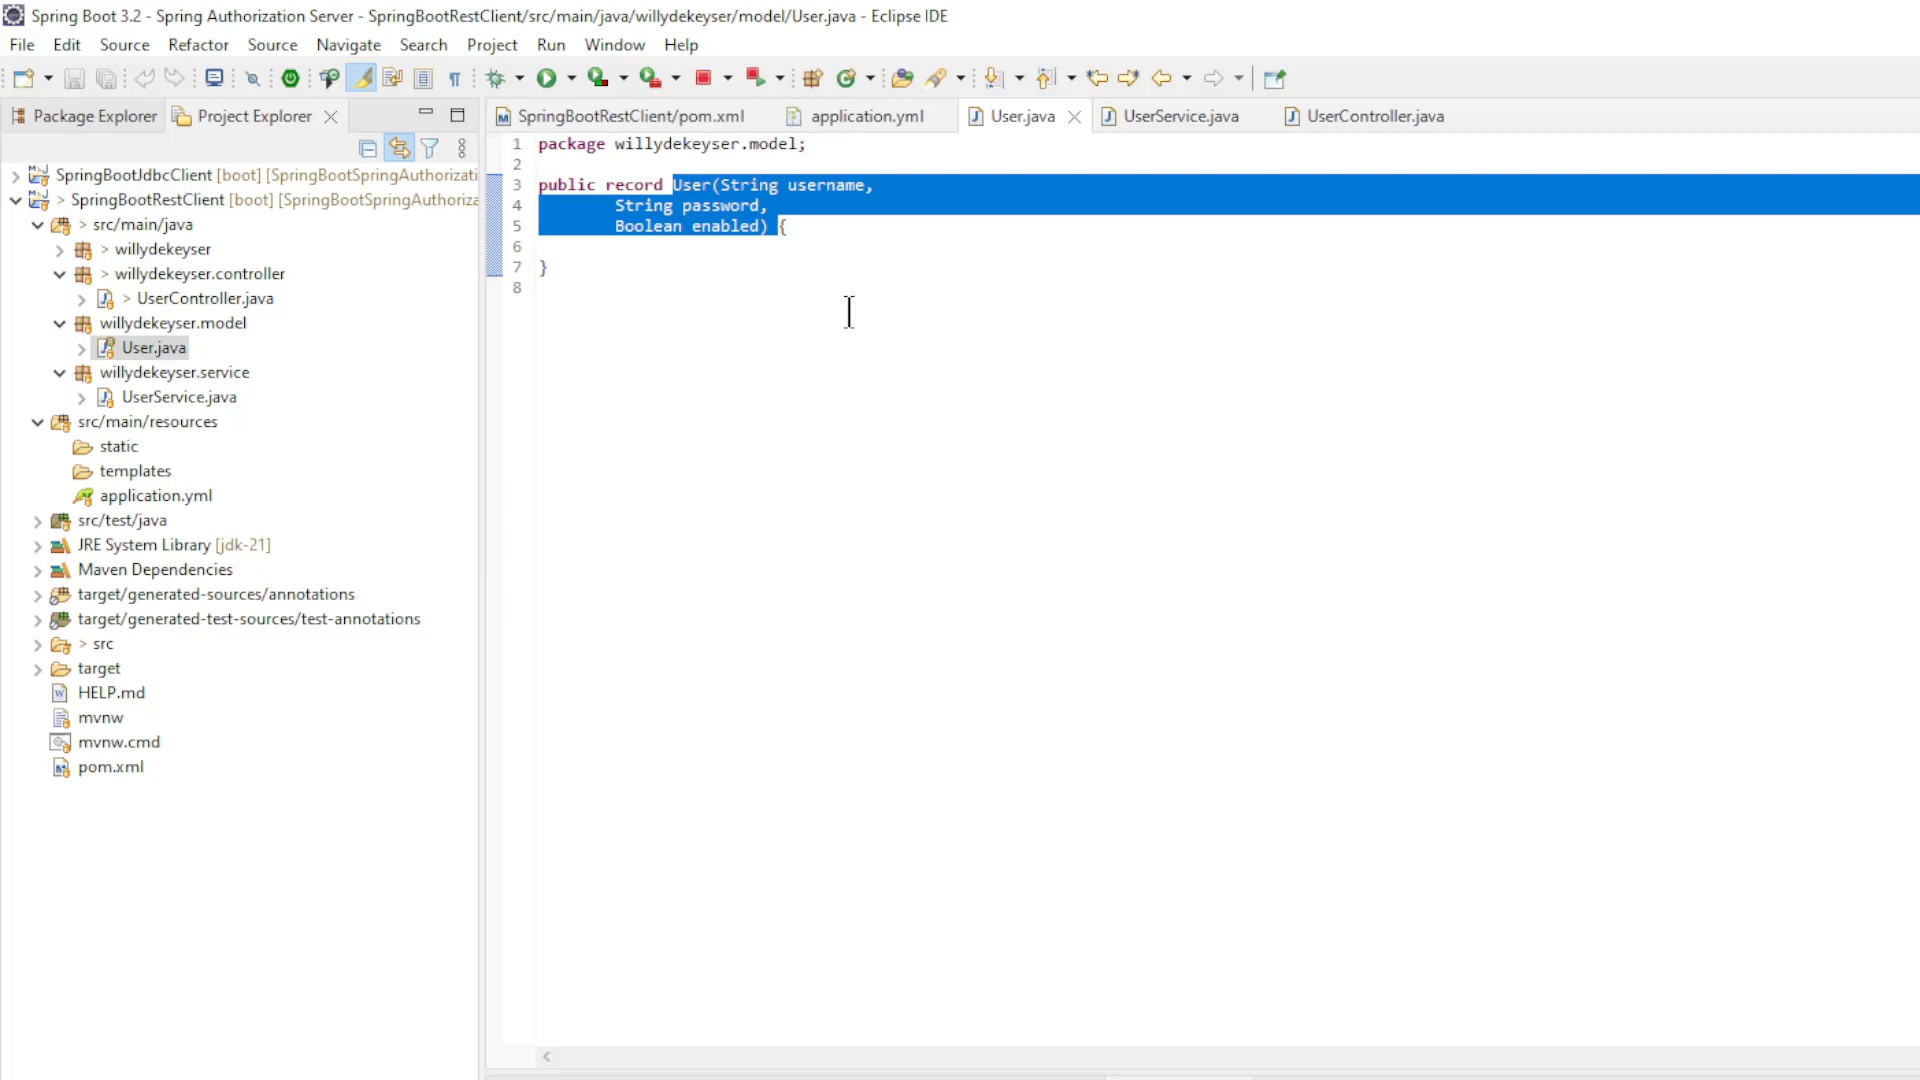 Spring Boot 3.2 - Spring Authorization Server - SpringBootRestClient/src/main/java/willydekeyser/model/User.java - Eclipse IDE
File Edit Source Refactor Source Navigate Search Project Run Window Help
Package Explorer Project Explorer
SpringBootRestClient/pom.xml application.yml User.java UserService.java UserController.java
SpringBootJdbcClient [boot] [SpringBootSpringAuthorizati
> SpringBootRestClient [boot] [SpringBootSpringAuthoriza
> src/main/java
> willydekeyser
> willydekeyser.controller
> UserController.java
willydekeyser.model
User.java
willydekeyser.service
UserService.java
src/main/resources
static
templates
application.yml
src/test/java
JRE System Library [jdk-21]
Maven Dependencies
target/generated-sources/annotations
target/generated-test-sources/test-annotations
> src
target
HELP.md
mvnw
mvnw.cmd
pom.xml
1 package willydekeyser.model;
2
3 public record User(String username,
4 String password,
5 Boolean enabled) {
6
7 }
8